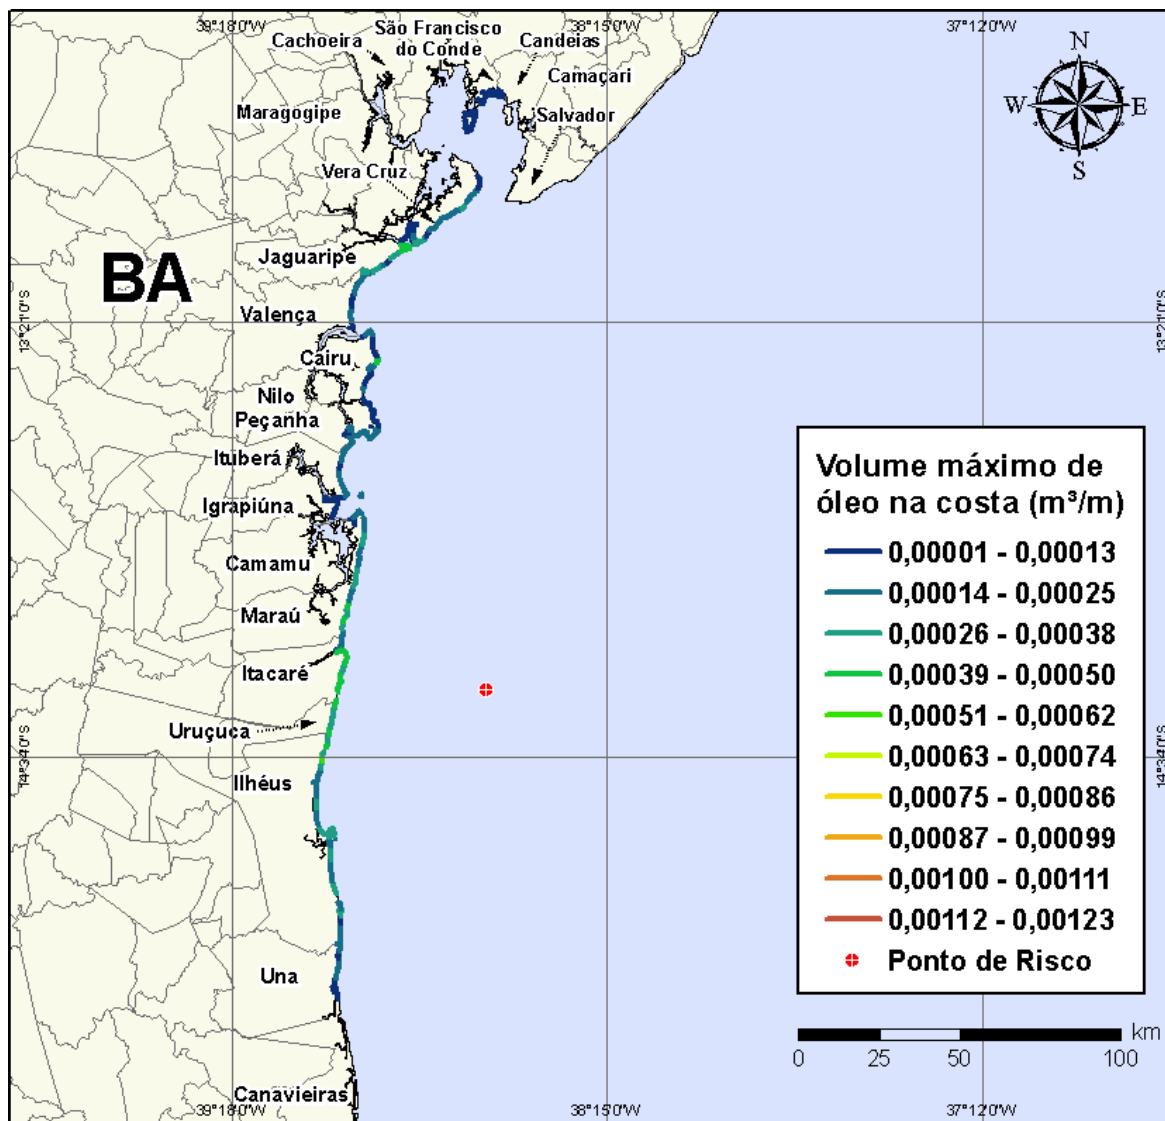 39°18'0"W
38°15'0"W
37°12'0"W
São Francisco
do Conde
Cachoeira
Candeias
Camaçari
Maragogipe
Salvador
Vera Cruz
N
W
E
S
BA
Jaguaripe
Valença
13°21'0"S
13°21'0"S
Cairu
Nilo
Peçanha
Ituberá
Igrapiúna
Camamu
Maraú
Itacaré
Uruçuca
14°34'0"S
14°34'0"S
Ilhéus
Una
Canavieiras
39°18'0"W
38°15'0"W
37°12'0"W
Volume máximo de
óleo na costa (m³/m)
0,00001 - 0,00013
0,00014 - 0,00025
0,00026 - 0,00038
0,00039 - 0,00050
0,00051 - 0,00062
0,00063 - 0,00074
0,00075 - 0,00086
0,00087 - 0,00099
0,00100 - 0,00111
0,00112 - 0,00123
Ponto de Risco
km
0 25 50 100